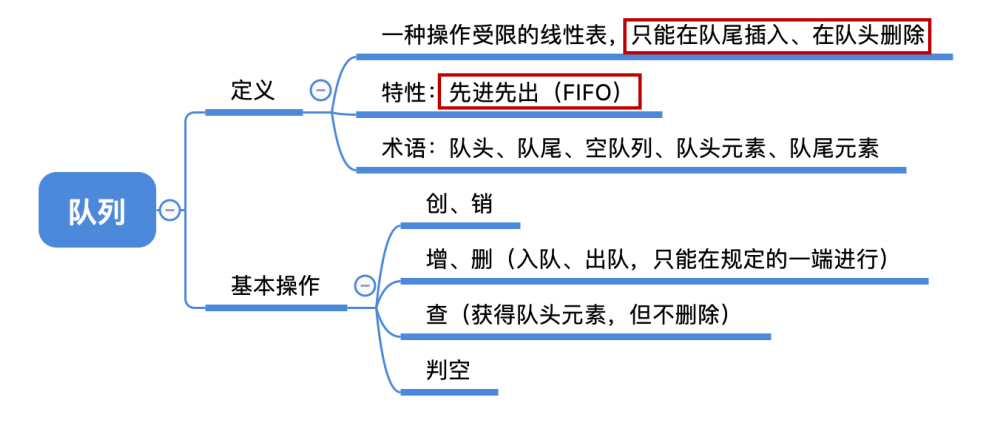 队列
定义
一种操作受限的线性表，只能在队尾插入、在队头删除
特性：先进先出（FIFO）
术语：队头、队尾、空队列、队头元素、队尾元素
基本操作
创、销
增、删（入队、出队，只能在规定的一端进行）
查（获得队头元素，但不删除）
判空